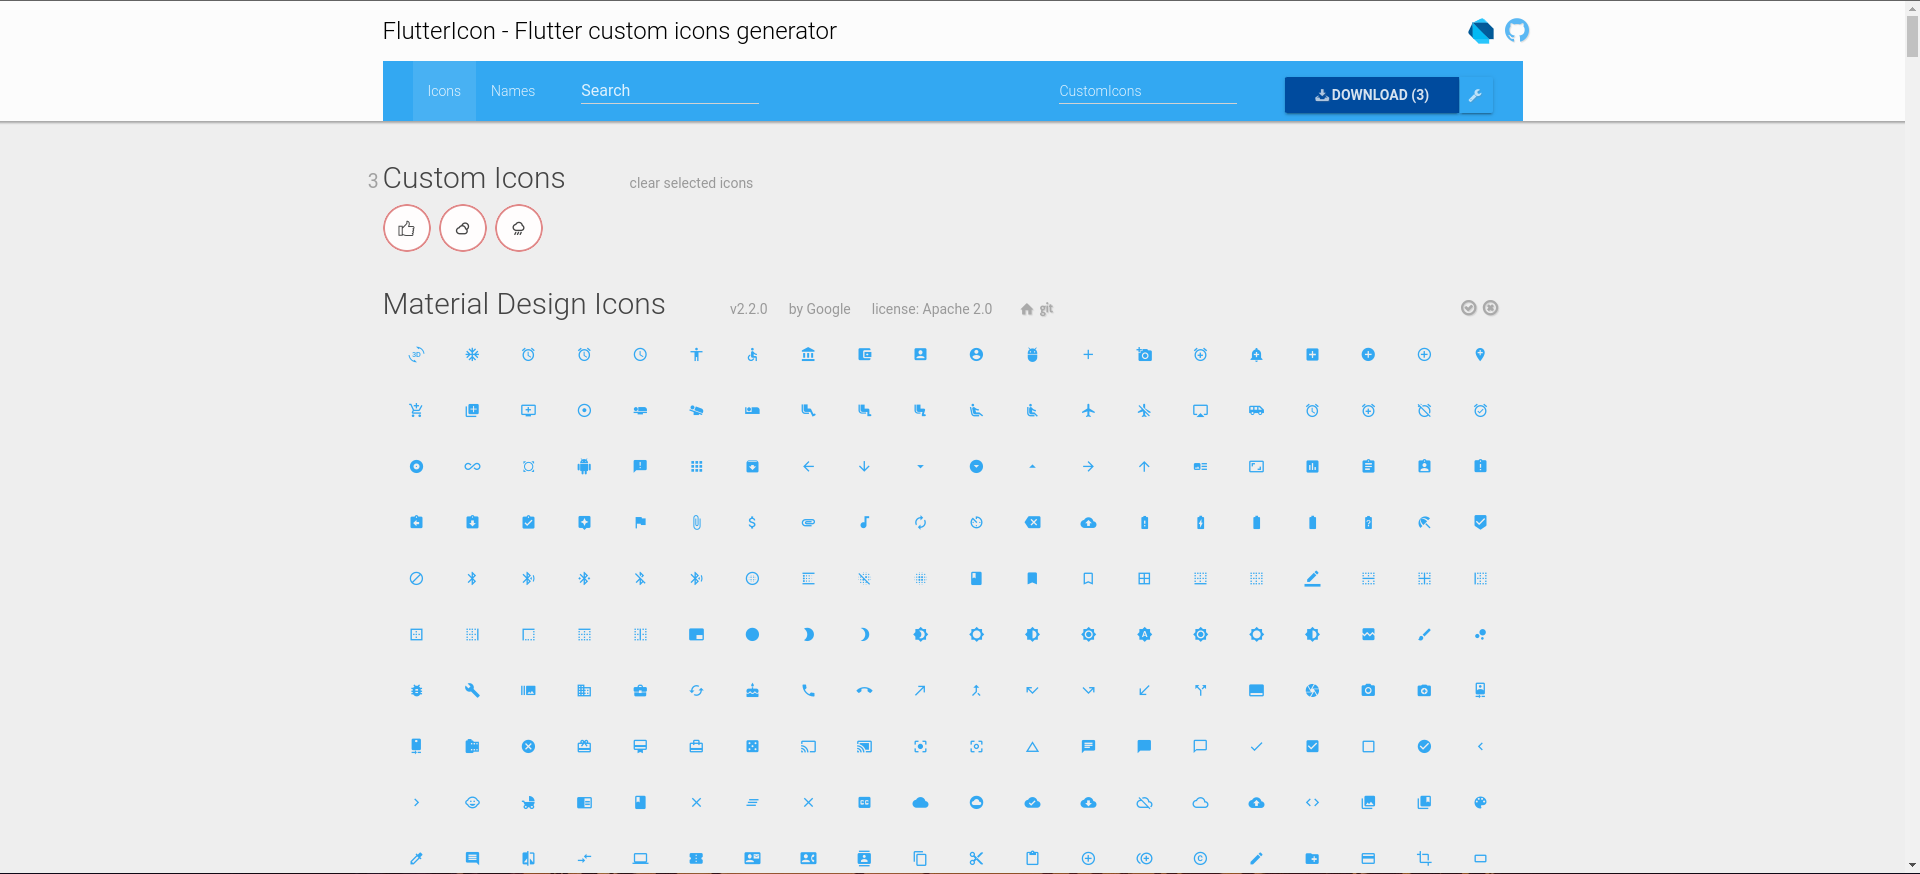 FlutterIcon - Flutter custom icons generator
Icons Names Search CustomIcons DOWNLOAD (3)
3 Custom Icons clear selected icons
Material Design Icons v2.2.0 by Google license: Apache 2.0 git